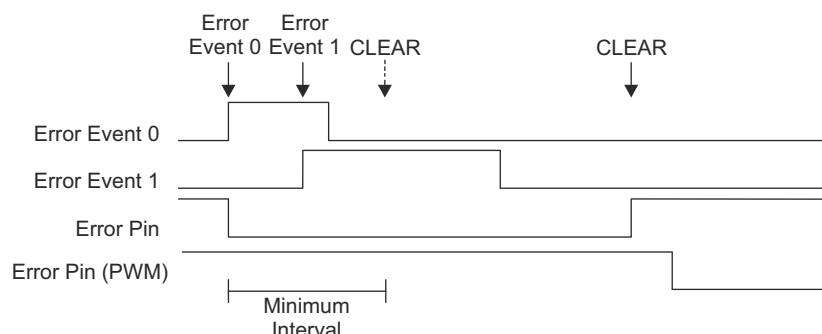 Error
Event 0
Error
Event 1
CLEAR
CLEAR
Error Event 0
Error Event 1
Error Pin
Error Pin (PWM)
Minimum
Interval